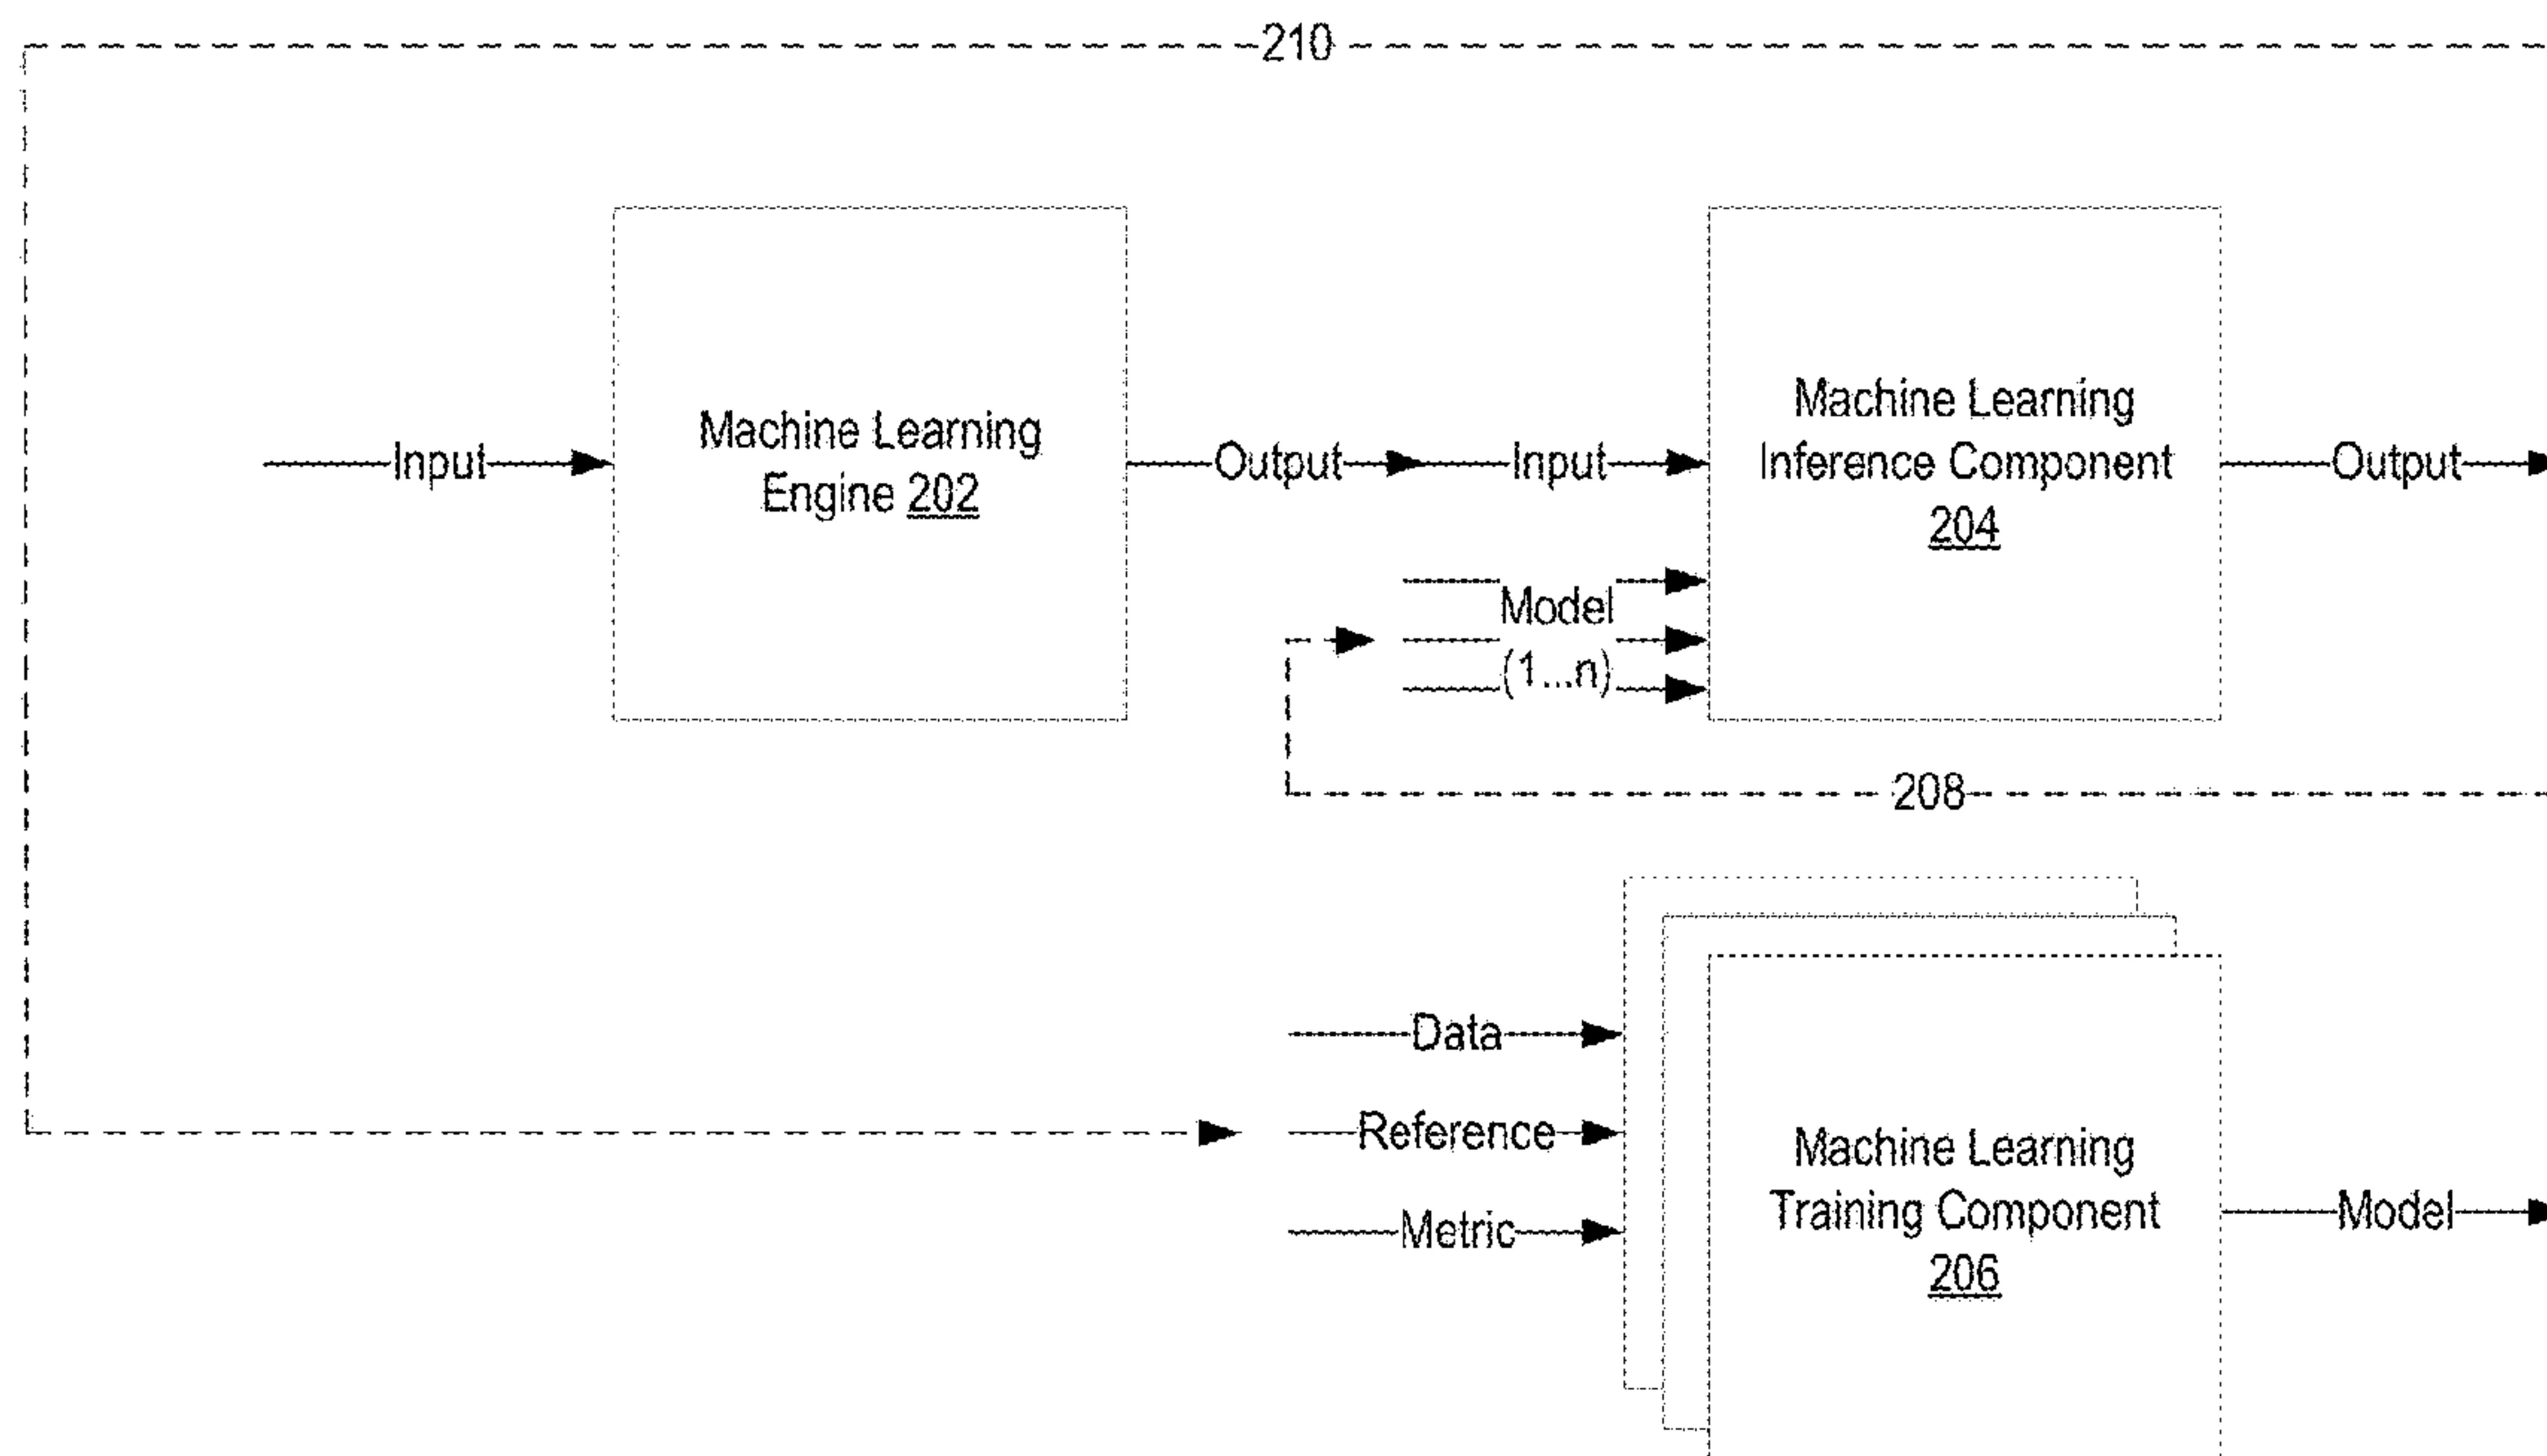 210
Input
Machine Learning
Engine 202
Output
Input
Machine Learning
Inference Component
204
Output
Model
(1...n)
208
Data
Reference
Metric
Machine Learning
Training Component
206
Model